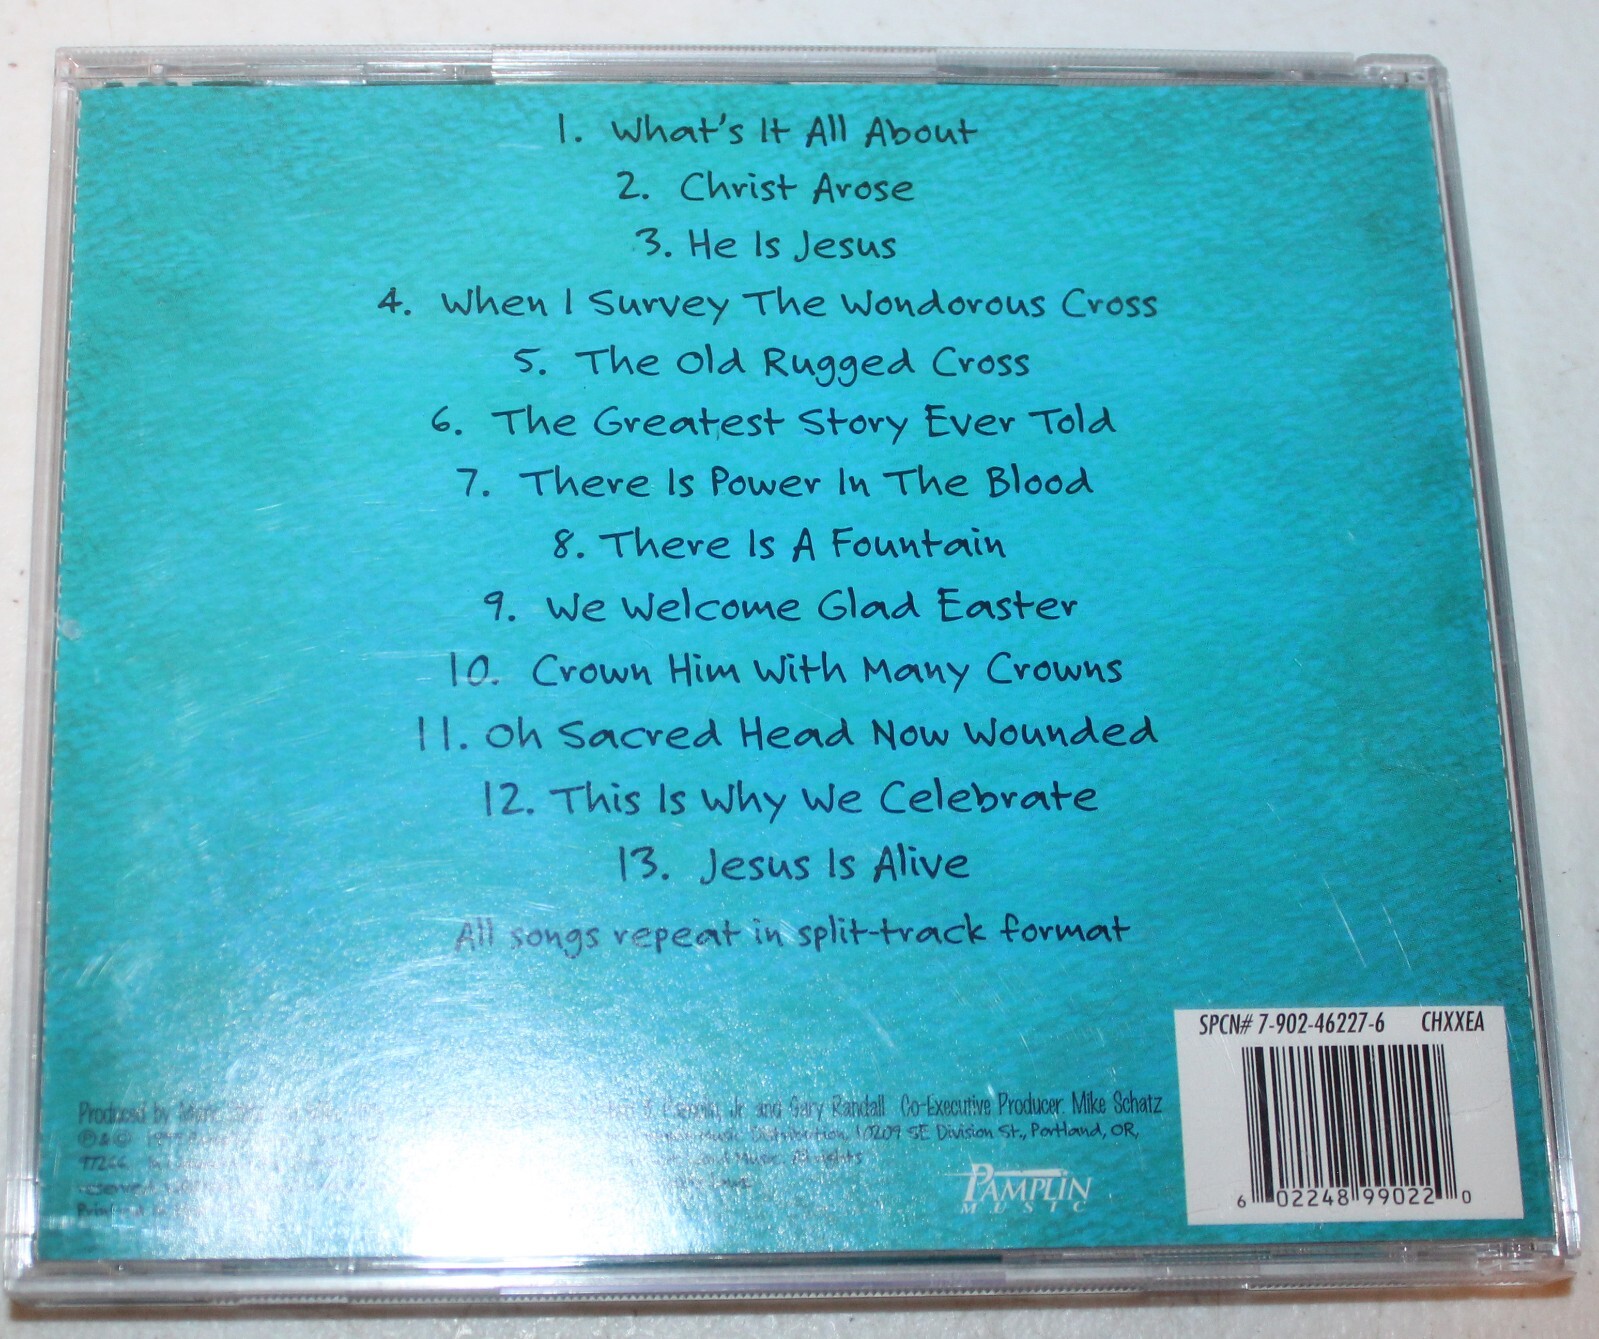 1. What's It All About
2. Christ Arose
3. He Is Jesus
4. When I Survey The Wondorous Cross
5. The Old Rugged Cross
6. The Greatest Story Ever Told
7. There Is Power In The Blood
8. There Is A Fountain
9. We Welcome Glad Easter
10. Crown Him With Many Crowns
11. Oh Sacred Head Now Wounded
12. This Is Why We Celebrate
13. Jesus Is Alive
All songs repeat in split-track format
SPCN# 7-902-46227-6 CHXXEA
6 02248 99022 0
Produced by Jr. and Gary Randall Co-Executive Producer: Mike Schatz
Music Distribution, 10209 SE Division St., Portland, OR,
97266. Music. All rights
PAMPLIN
MUSIC